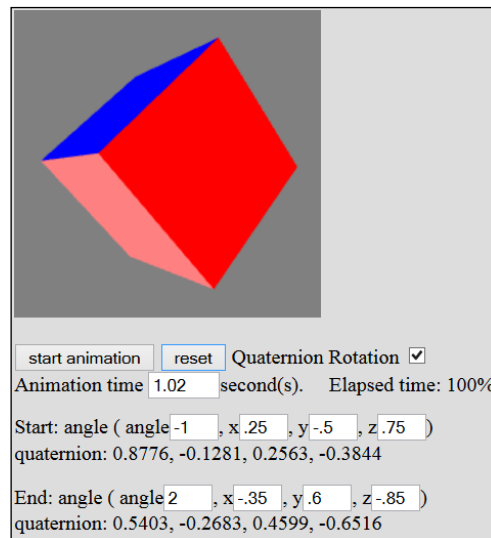 start animation reset Quaternion Rotation
Animation time 1.02 second(s). Elapsed time: 100%
Start: angle ( angle -1 , x .25 , y -.5 , z .75 )
quaternion: 0.8776, -0.1281, 0.2563, -0.3844
End: angle ( angle 2 , x -.35 , y .6 , z -.85 )
quaternion: 0.5403, -0.2683, 0.4599, -0.6516